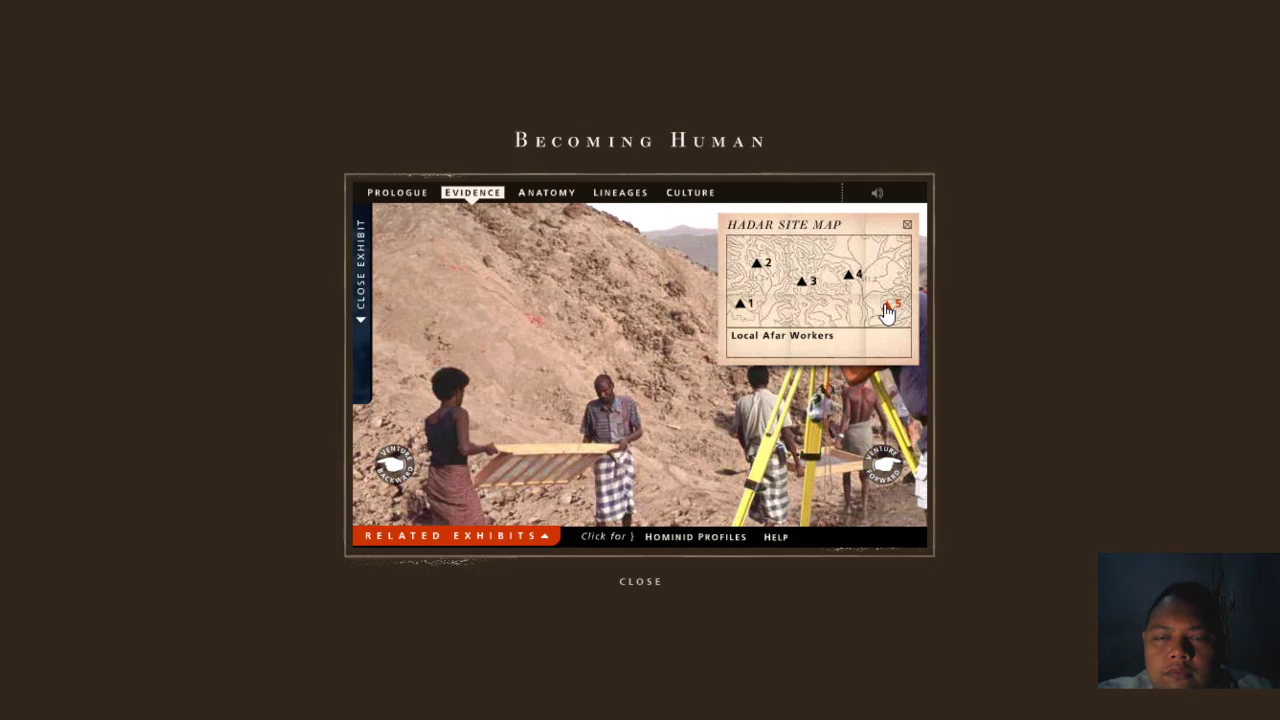 Becoming Human
Prologue Evidence Anatomy Lineages Culture
CLOSE EXHIBIT
HADAR SITE MAP
2
4
3
1
5
Local Afar Workers
VENTURE BACKWARD
VENTURE FORWARD
RELATED EXHIBITS
Click for } Hominid Profiles Help
CLOSE